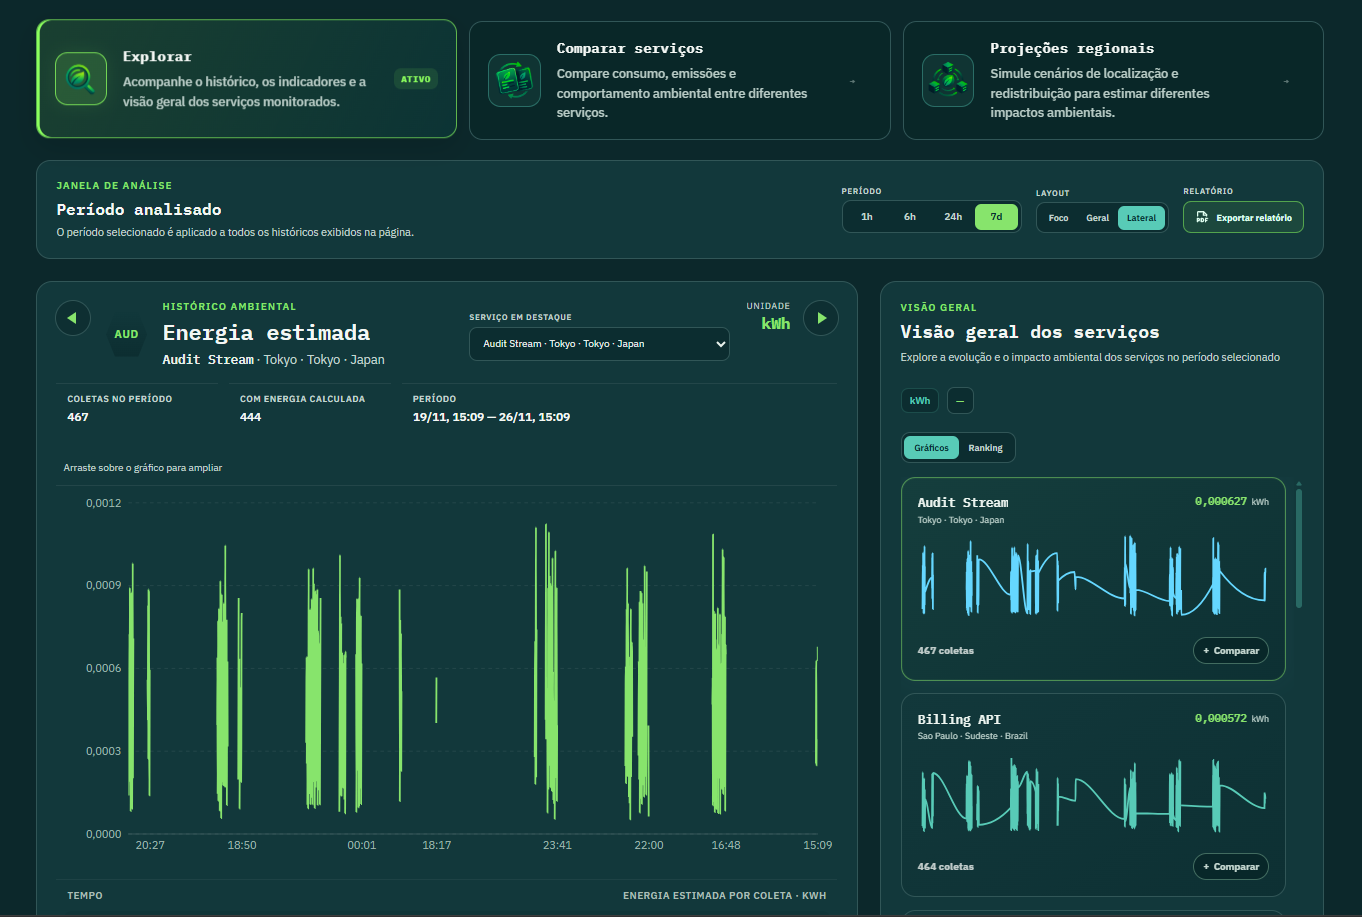 Explorar
Acompanhe o histórico, os indicadores e a
visão geral dos serviços monitorados.
ATIVO
Comparar serviços
Compare consumo, emissões e
comportamento ambiental entre diferentes
serviços.
Projeções regionais
Simule cenários de localização e
redistribuição para estimar diferentes
impactos ambientais.
JANELA DE ANÁLISE
Período analisado
O período selecionado é aplicado a todos os históricos exibidos na página.
PERÍODO
1h 6h 24h 7d
LAYOUT
Foco Geral Lateral
RELATÓRIO
PDF Exportar relatório
AUD
HISTÓRICO AMBIENTAL
Energia estimada
Audit Stream · Tokyo · Tokyo · Japan
SERVIÇO EM DESTAQUE
Audit Stream · Tokyo · Tokyo · Japan
UNIDADE
kWh
COLETAS NO PERÍODO
467
COM ENERGIA CALCULADA
444
PERÍODO
19/11, 15:09 — 26/11, 15:09
Arraste sobre o gráfico para ampliar
0,0012
0,0009
0,0006
0,0003
0,0000
20:27 18:50 00:01 18:17 23:41 22:00 16:48 15:09
TEMPO
ENERGIA ESTIMADA POR COLETA · KWH
VISÃO GERAL
Visão geral dos serviços
Explore a evolução e o impacto ambiental dos serviços no período selecionado
kWh —
Gráficos Ranking
Audit Stream
0,000627 kWh
Tokyo · Tokyo · Japan
467 coletas
+ Comparar
Billing API
0,000572 kWh
Sao Paulo · Sudeste · Brazil
464 coletas
+ Comparar